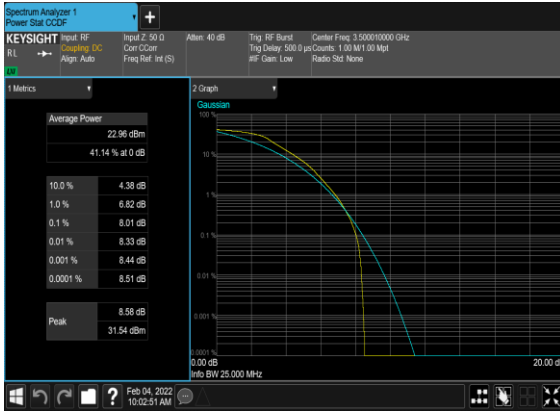 Spectrum Analyzer 1
Power Stat CCDF
KEYSIGHT
RL
Input: RF
Coupling: DC
Align: Auto
Input Z: 50 Ω
Corr CCorr
Freq Ref: Int (S)
Atten: 40 dB
Trig: RF Burst
Trig Delay: 500.0 µs
#IF Gain: Low
Center Freq: 3.500010000 GHz
Counts: 1.00 M/1.00 Mpt
Radio Std: None
1 Metrics
Average Power
22.96 dBm
41.14 % at 0 dB
10.0 % 4.38 dB
1.0 % 6.82 dB
0.1 % 8.01 dB
0.01 % 8.33 dB
0.001 % 8.44 dB
0.0001 % 8.51 dB
Peak
8.58 dB
31.54 dBm
2 Graph
Gaussian
100 %
10 %
1 %
0.1 %
0.01 %
0.001 %
0.0001 %
0.00 dB
20.00 d
Info BW 25.000 MHz
Feb 04, 2022
10:02:51 AM